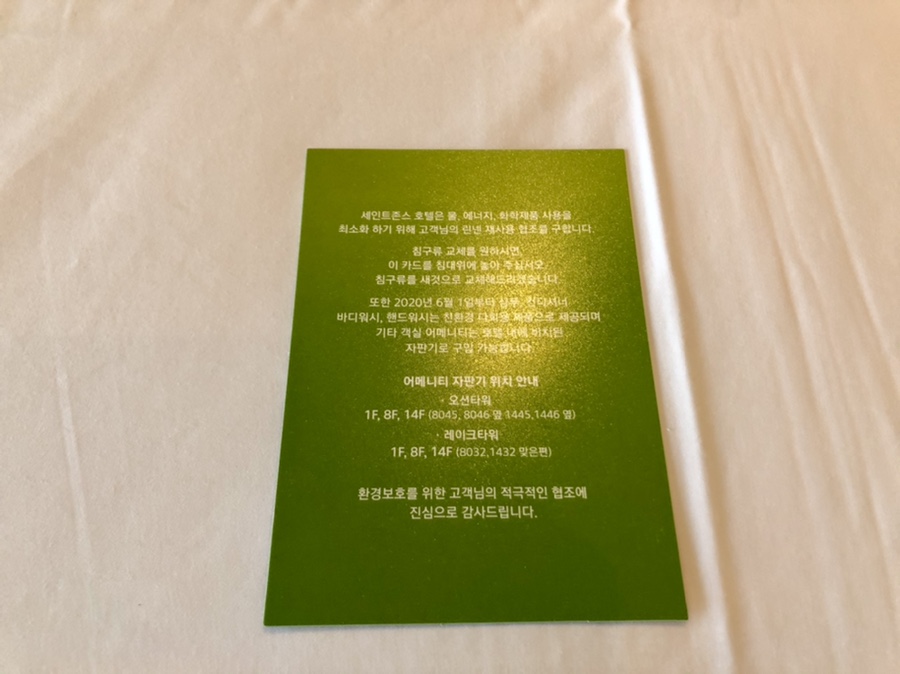 세인트존스 호텔은 물, 에너지, 화학제품 사용을
최소화 하기 위해 고객님의 린넨 재사용 협조를 구합니다.
침구류 교체를 원하시면,
이 카드를 침대위에 놓아 주십시오.
침구류를 새것으로 교체해드리겠습니다.
또한 2020년 6월 1일부터 샴푸, 컨디셔너
바디워시, 핸드워시는 친환경 다회용 제품으로 제공되며
기타 객실 어메니티는 호텔 내에 비치된
자판기로 구입 가능합니다.
어메니티 자판기 위치 안내
· 오션타워
1F, 8F, 14F (8045, 8046 옆 1445,1446 옆)
· 레이크타워
1F, 8F, 14F (8032,1432 맞은편)
환경보호를 위한 고객님의 적극적인 협조에
진심으로 감사드립니다.